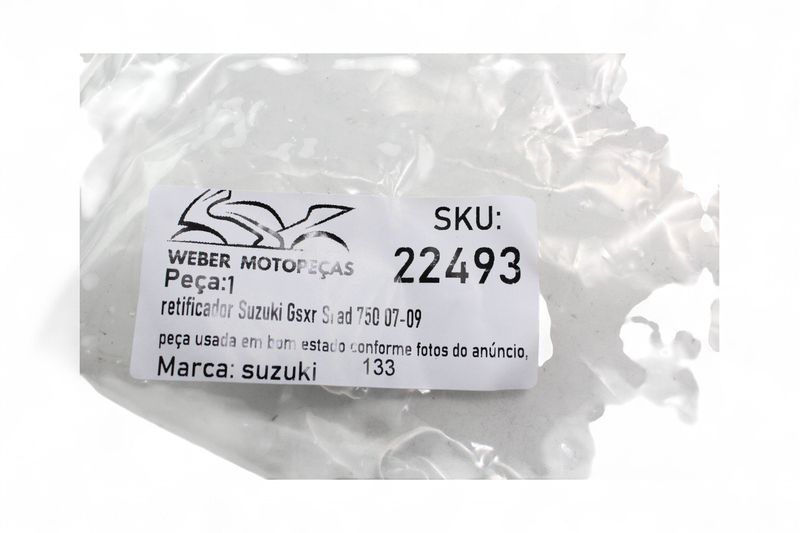 WEBER MOTOPEÇAS
SKU:
22493
Peça:1
retificador Suzuki Gsxr Srad 750 07-09
peça usada em bom estado conforme fotos do anúncio,
Marca: suzuki 133